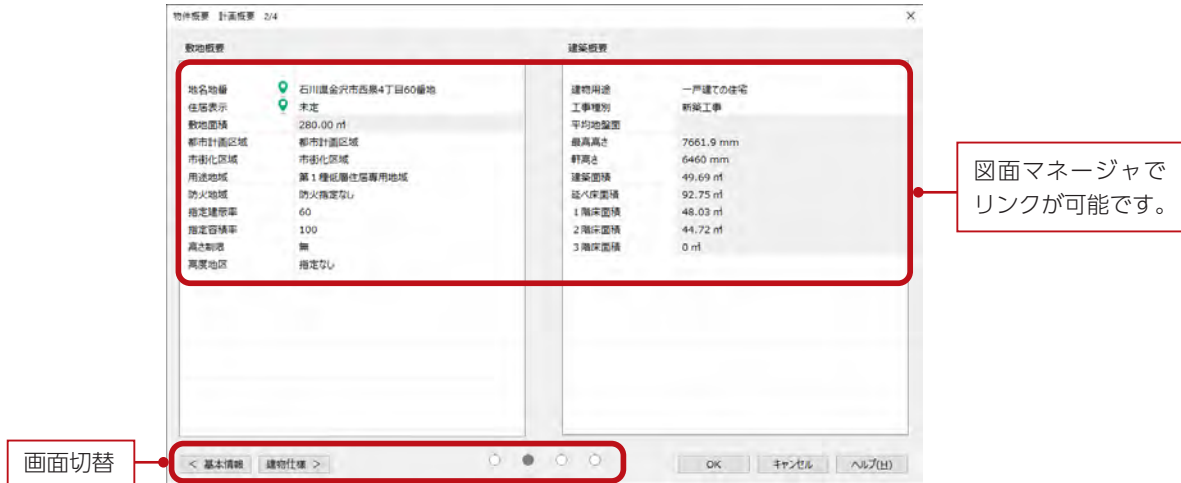 物件概要 計画概要 2/4
敷地概要
地名地番 石川県金沢市西泉4丁目60番地
住居表示 未定
敷地面積 280.00 ㎡
都市計画区域 都市計画区域
市街化区域 市街化区域
用途地域 第1種低層住居専用地域
防火地域 防火指定なし
指定建蔽率 60
指定容積率 100
高さ制限 無
高度地区 指定なし
建築概要
建物用途 一戸建ての住宅
工事種別 新築工事
平均地盤面
最高高さ 7661.9 mm
軒高さ 6460 mm
建築面積 49.69 ㎡
延べ床面積 92.75 ㎡
1階床面積 48.03 ㎡
2階床面積 44.72 ㎡
3階床面積 0 ㎡
図面マネージャで
リンクが可能です。
画面切替
< 基本情報 建物仕様 > OK キャンセル ヘルプ(H)